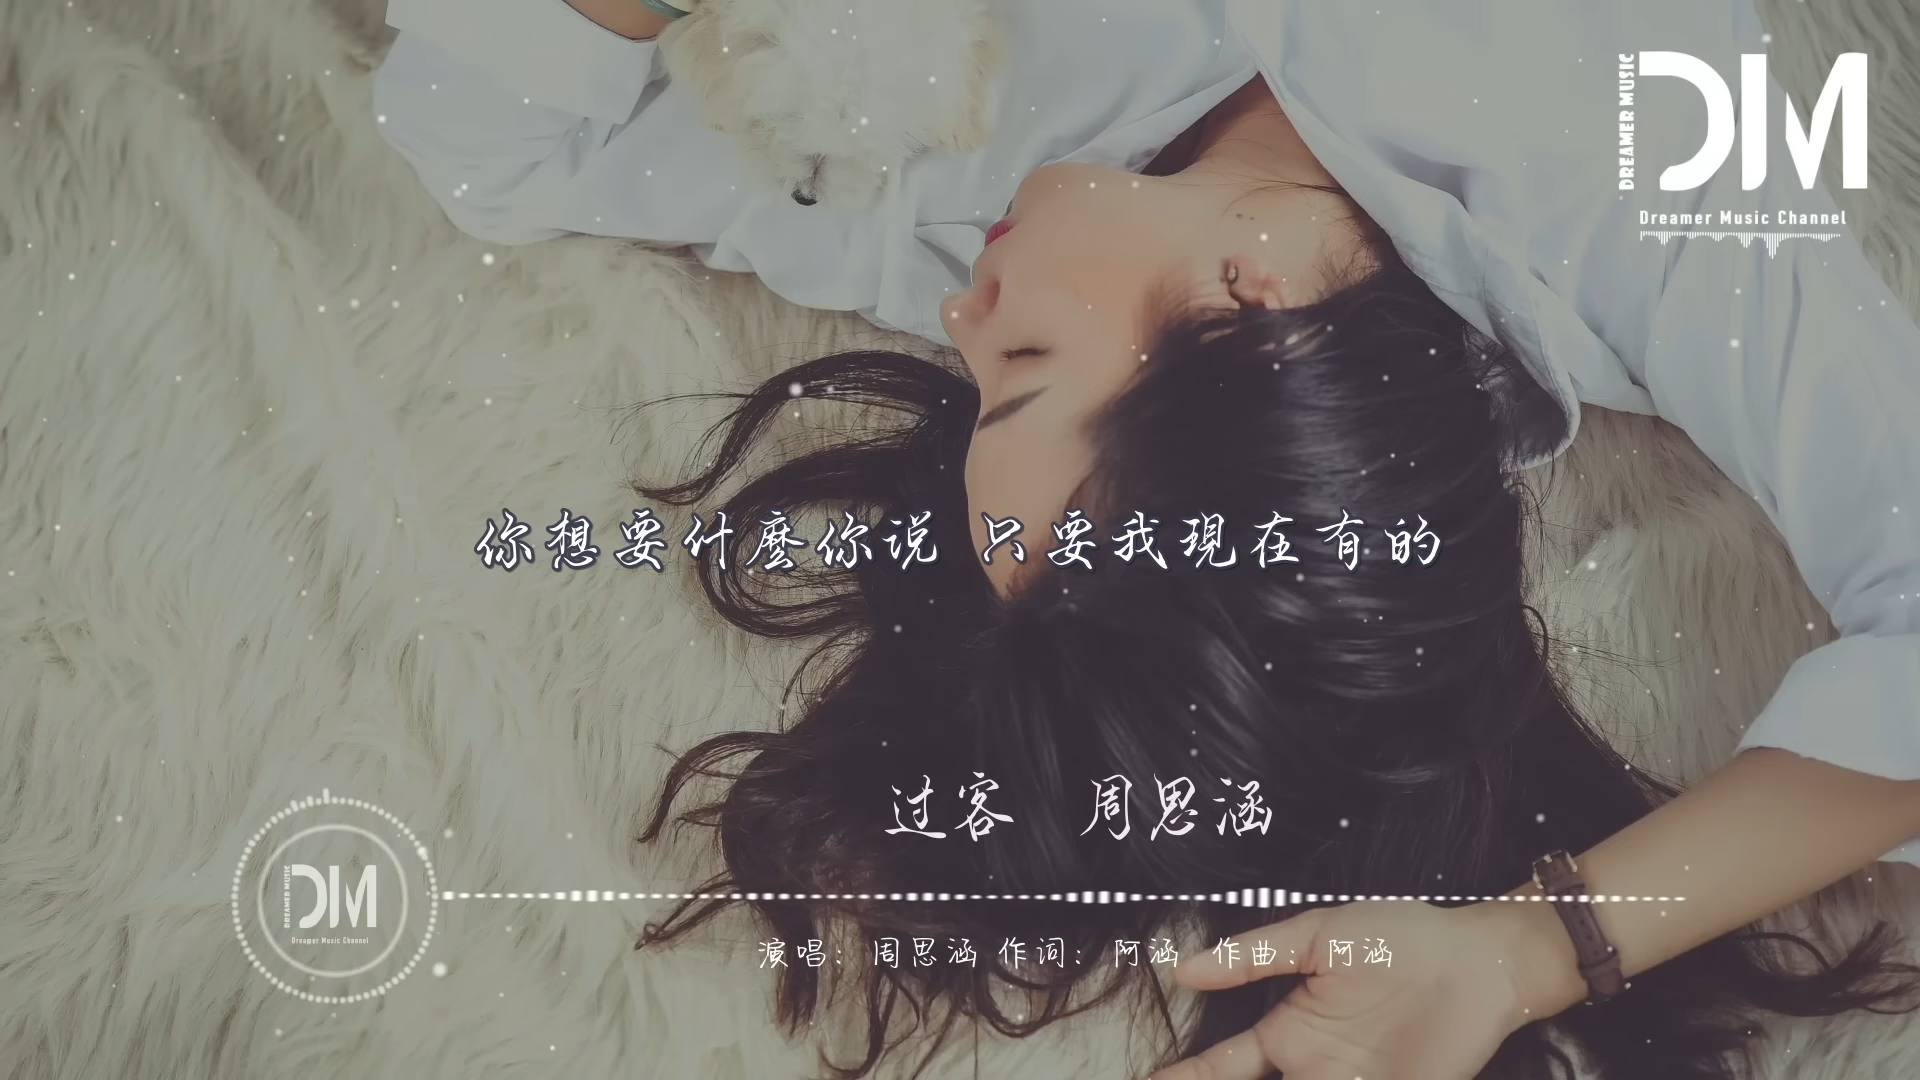 DREAMER MUSIC
DM
Dreamer Music Channel
你想要什麼你说 只要我現在有的
过客 周思涵
DREAMER MUSIC
DM
Dreamer Music Channel
演唱：周思涵 作词：阿涵 作曲：阿涵